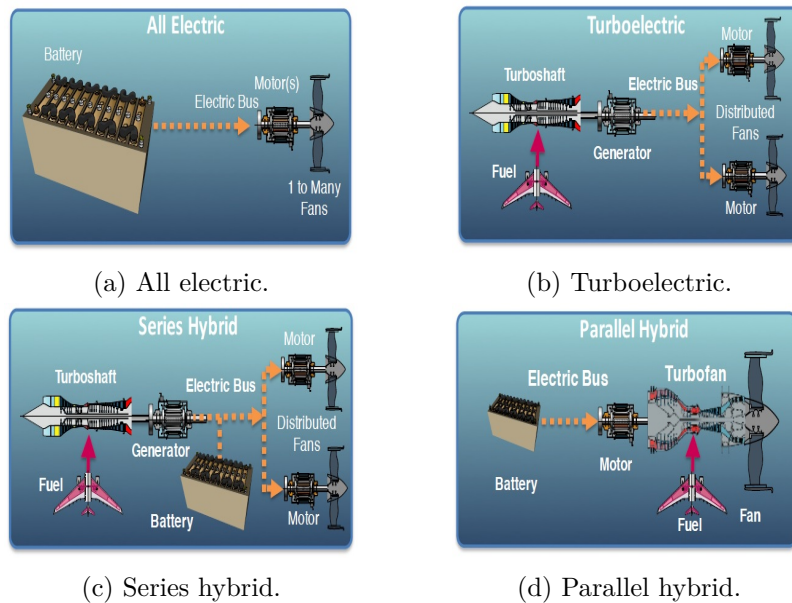 All Electric
Battery
Motor(s)
Electric Bus
1 to Many
Fans
(a) All electric.
Turboelectric
Motor
Turboshaft
Electric Bus
Distributed
Fans
Generator
Fuel
Motor
(b) Turboelectric.
Series Hybrid
Motor
Turboshaft
Electric Bus
Distributed
Fans
Generator
Fuel
Battery
Motor
(c) Series hybrid.
Parallel Hybrid
Turbofan
Electric Bus
Motor
Battery
Fuel
Fan
(d) Parallel hybrid.